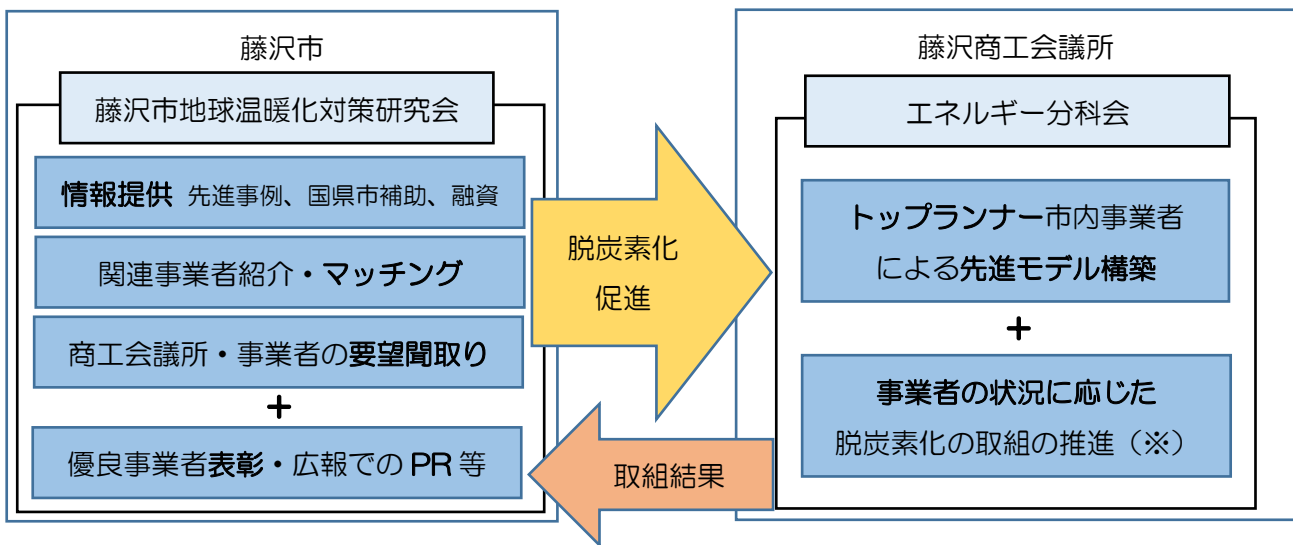 藤沢市
藤沢市地球温暖化対策研究会
情報提供 先進事例、国県市補助、融資
関連事業者紹介・マッチング
商工会議所・事業者の要望聞取り
+
優良事業者表彰・広報での PR 等
脱炭素化
促進
取組結果
藤沢商工会議所
エネルギー分科会
トップランナー市内事業者
による先進モデル構築
+
事業者の状況に応じた
脱炭素化の取組の推進（※）